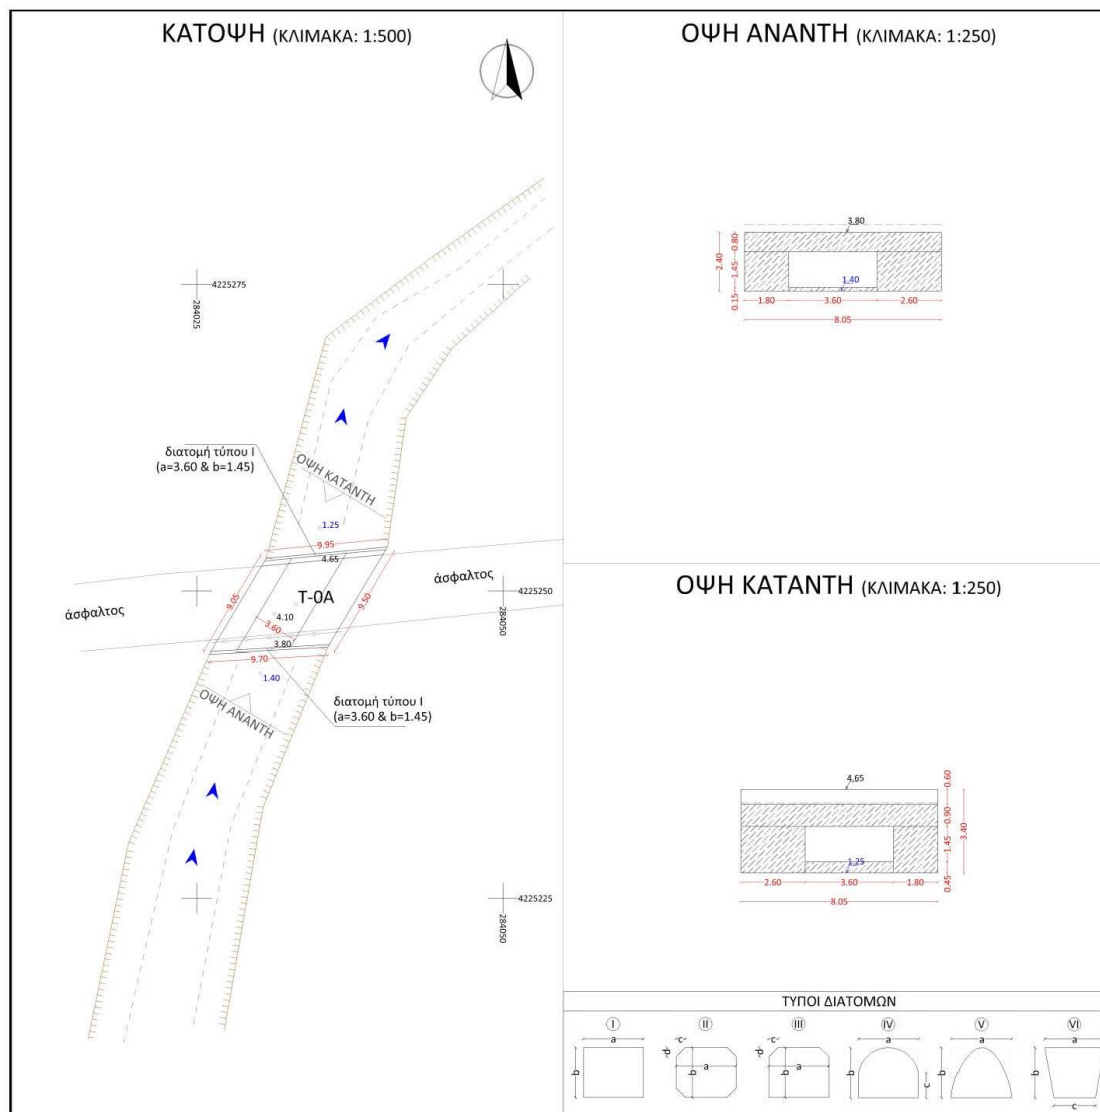 ΚΑΤΟΨΗ (ΚΛΙΜΑΚΑ: 1:500)
4225275
284025
διατομή τύπου Ι
(a=3.60 & b=1.45)
ΟΨΗ ΚΑΤΑΝΤΗ
1.25
9.95
4.65
άσφαλτος
άσφαλτος
4225250
284050
9.05
T-0A
9.50
4.10
3.60
3.80
9.70
1.40
ΟΨΗ ΑΝΑΝΤΗ
διατομή τύπου Ι
(a=3.60 & b=1.45)
4225225
284050
ΟΨΗ ΑΝΑΝΤΗ (ΚΛΙΜΑΚΑ: 1:250)
3.80
2.40
0.80
1.45
0.15
1.40
1.80
3.60
2.60
8.05
ΟΨΗ ΚΑΤΑΝΤΗ (ΚΛΙΜΑΚΑ: 1:250)
4.65
0.60
0.90
1.45
0.45
3.40
1.25
2.60
3.60
1.80
8.05
ΤΥΠΟΙ ΔΙΑΤΟΜΩΝ
I II III IV V VI
a
b
c
d
b
a
c
d
b
a
a
b
c
a
b
a
b
c